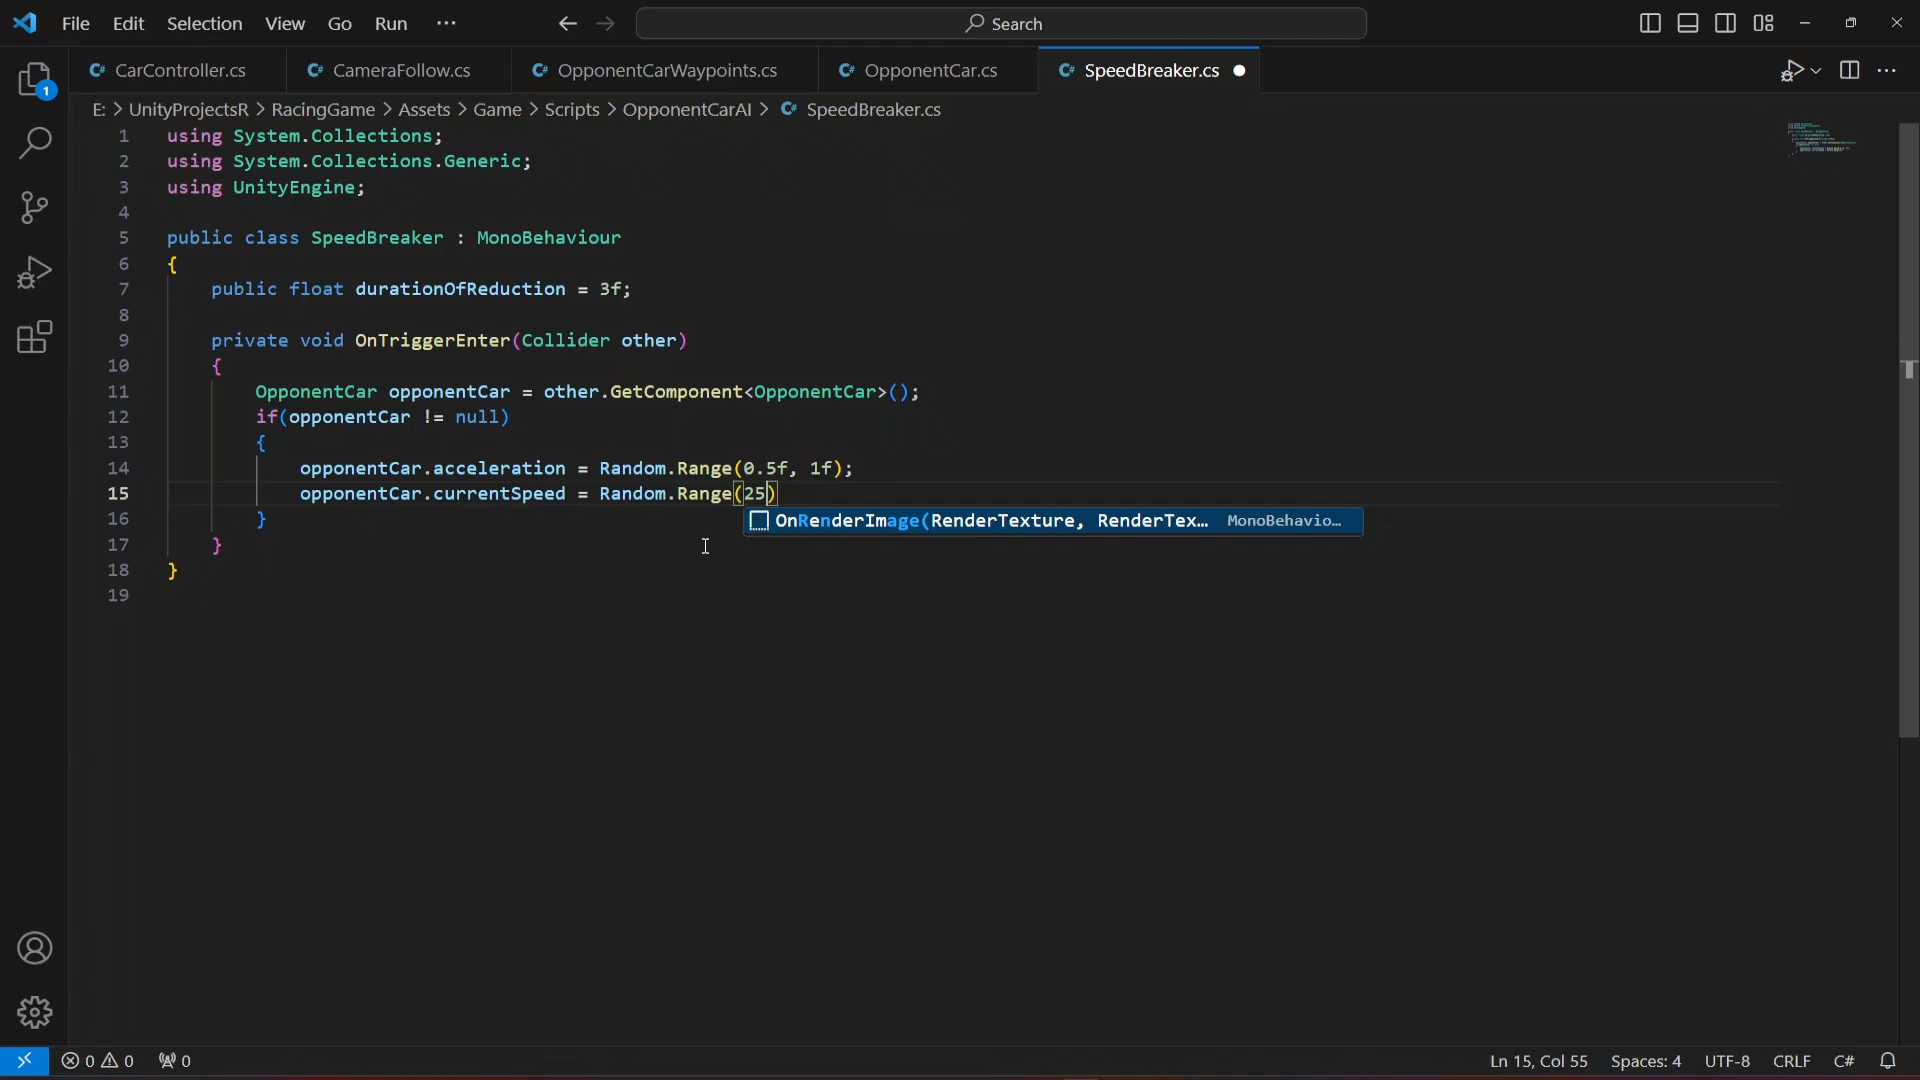 File Edit Selection View Go Run ··· Search
CarController.cs CameraFollow.cs OpponentCarWaypoints.cs OpponentCar.cs SpeedBreaker.cs
E: > UnityProjectsR > RacingGame > Assets > Game > Scripts > OpponentCarAI > SpeedBreaker.cs
1
1 using System.Collections;
2 using System.Collections.Generic;
3 using UnityEngine;
4
5 public class SpeedBreaker : MonoBehaviour
6 {
7 public float durationOfReduction = 3f;
8
9 private void OnTriggerEnter(Collider other)
10 {
11 OpponentCar opponentCar = other.GetComponent<OpponentCar>();
12 if(opponentCar != null)
13 {
14 opponentCar.acceleration = Random.Range(0.5f, 1f);
15 opponentCar.currentSpeed = Random.Range(25)
16 }
OnRenderImage(RenderTexture, RenderTex... MonoBehavio...
17 }
18 }
19
0 0 0 Ln 15, Col 55 Spaces: 4 UTF-8 CRLF C#